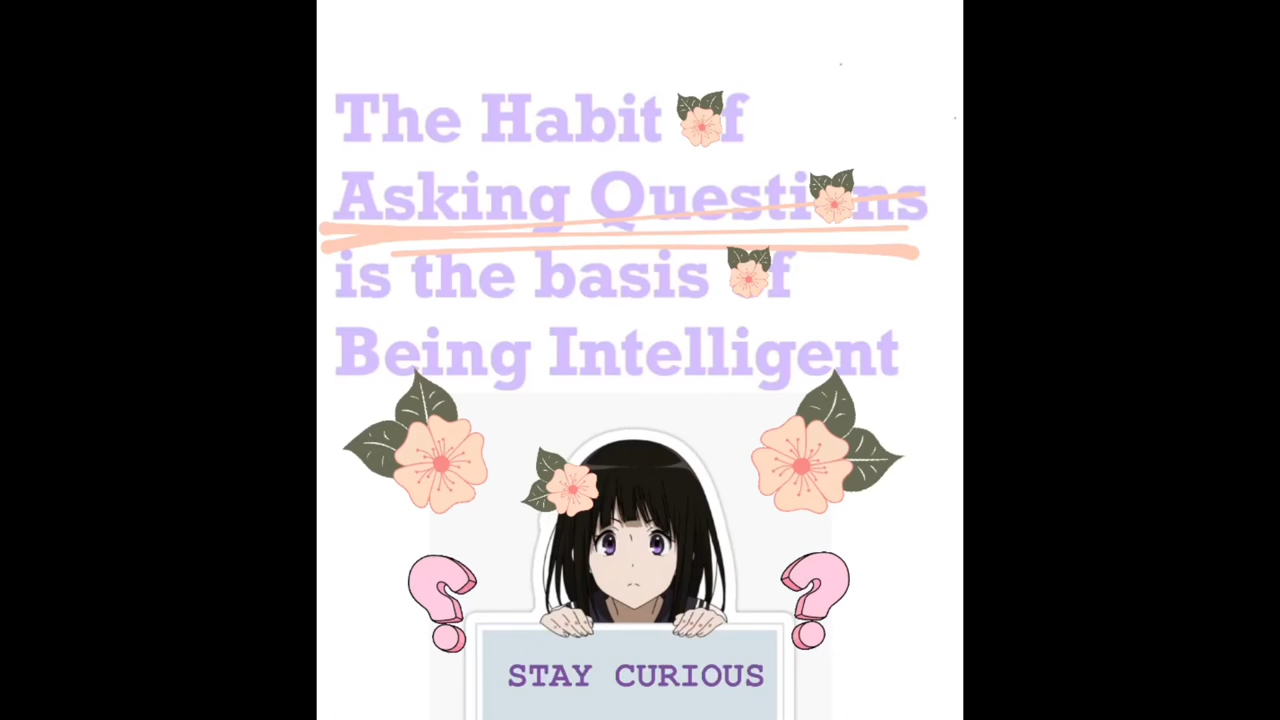 The Habit of
Asking Questions
is the basis of
Being Intelligent
STAY CURIOUS